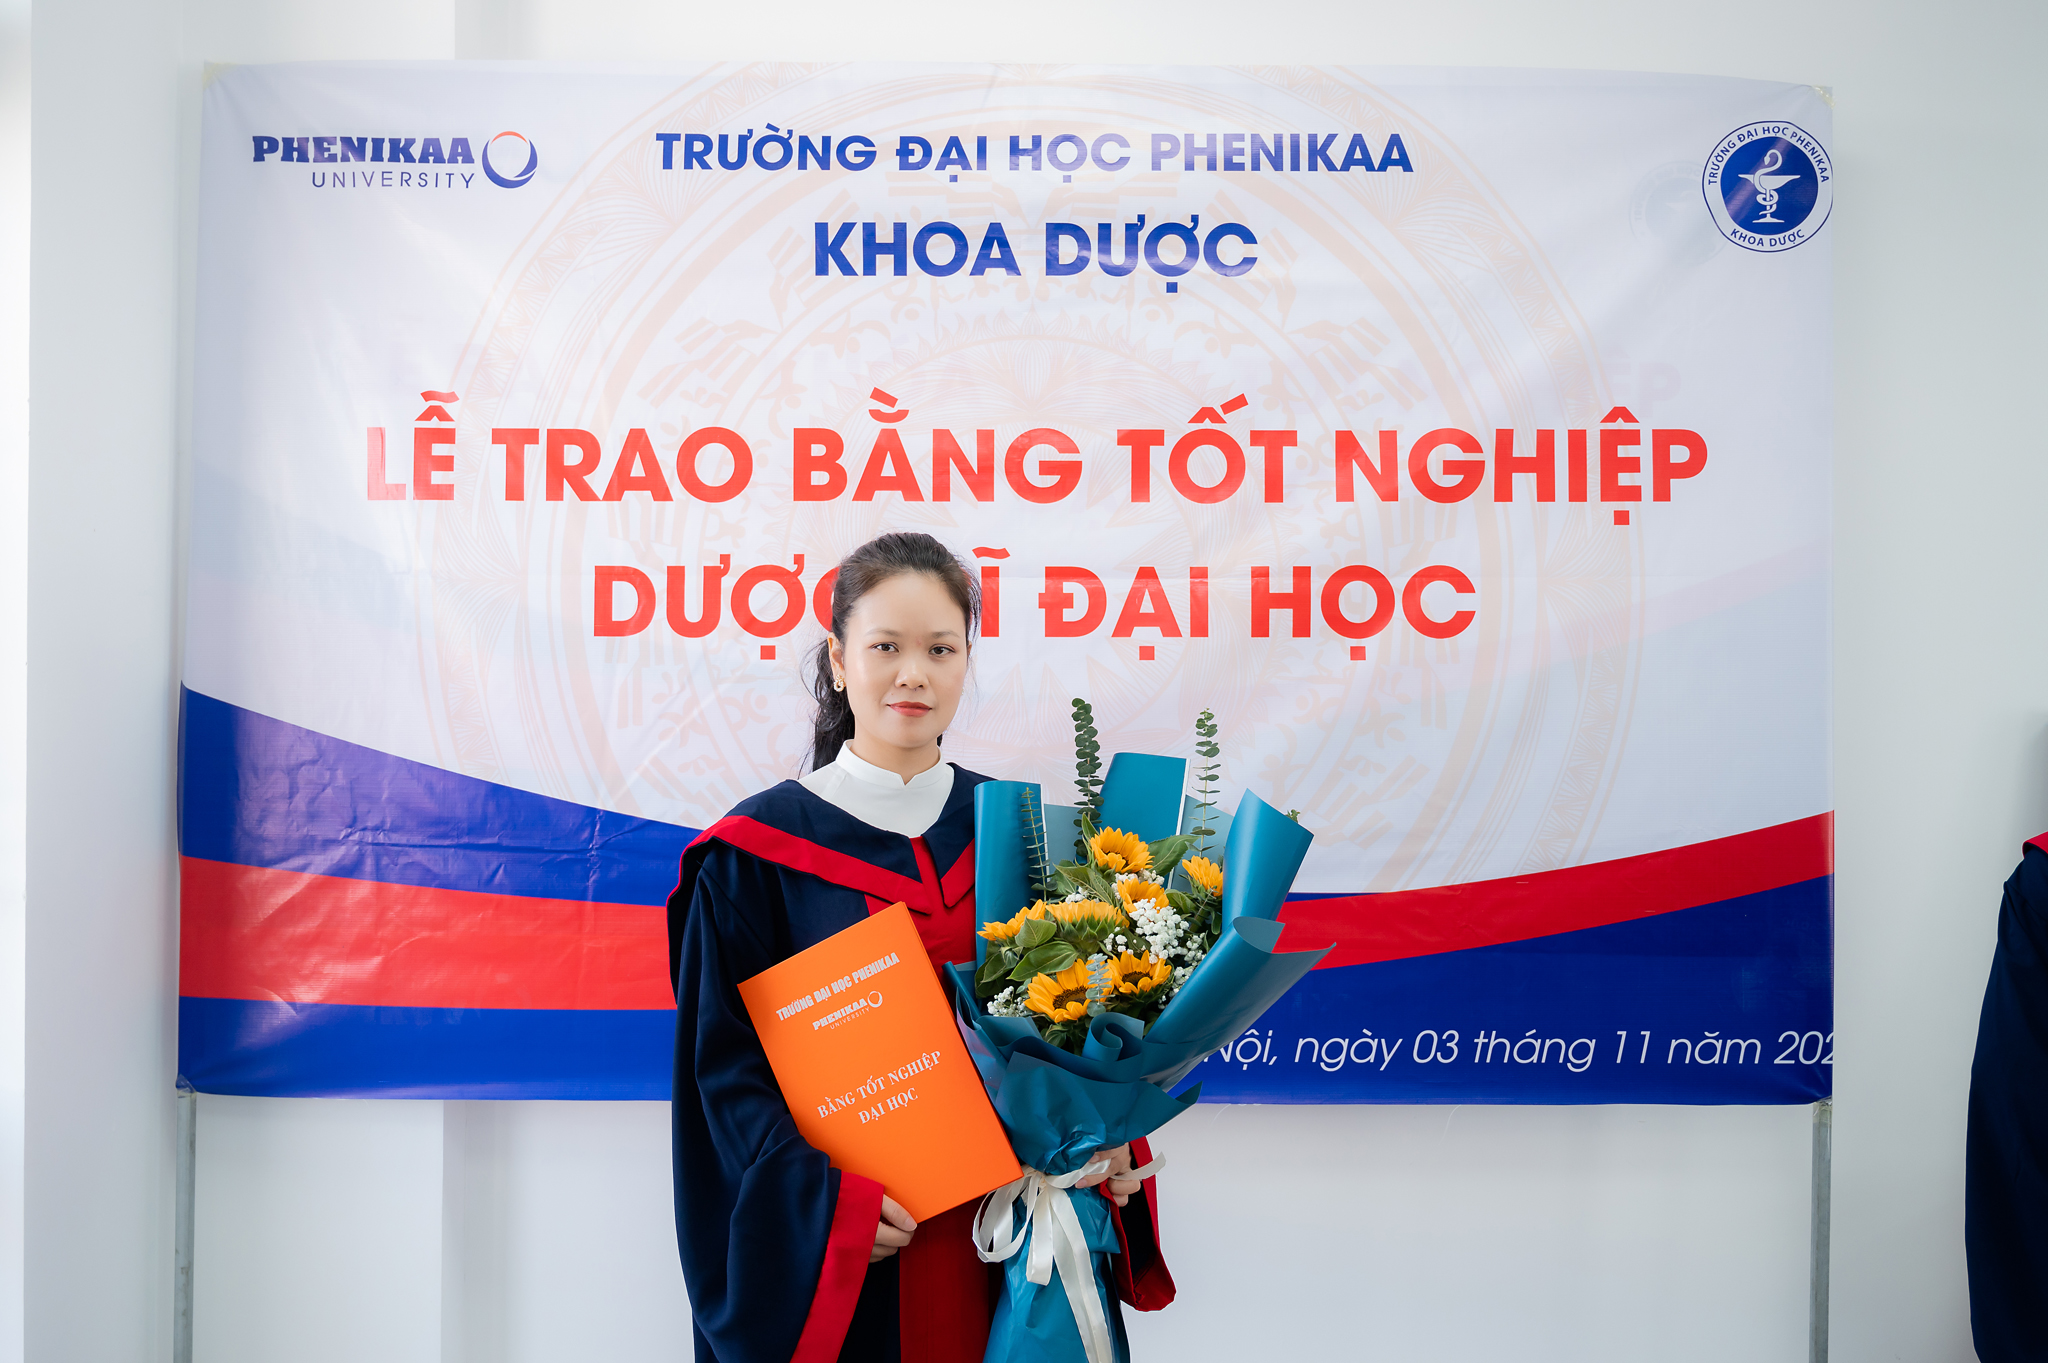 PHENIKAA
UNIVERSITY
TRƯỜNG ĐẠI HỌC PHENIKAA
KHOA DƯỢC
TRƯỜNG ĐẠI HỌC PHENIKAA
KHOA DƯỢC
LỄ TRAO BẰNG TỐT NGHIỆP
DƯỢC Ĩ ĐẠI HỌC
Nội, ngày 03 tháng 11 năm 202
TRƯỜNG ĐẠI HỌC PHENIKAA
PHENIKAA
UNIVERSITY
BẰNG TỐT NGHIỆP
ĐẠI HỌC